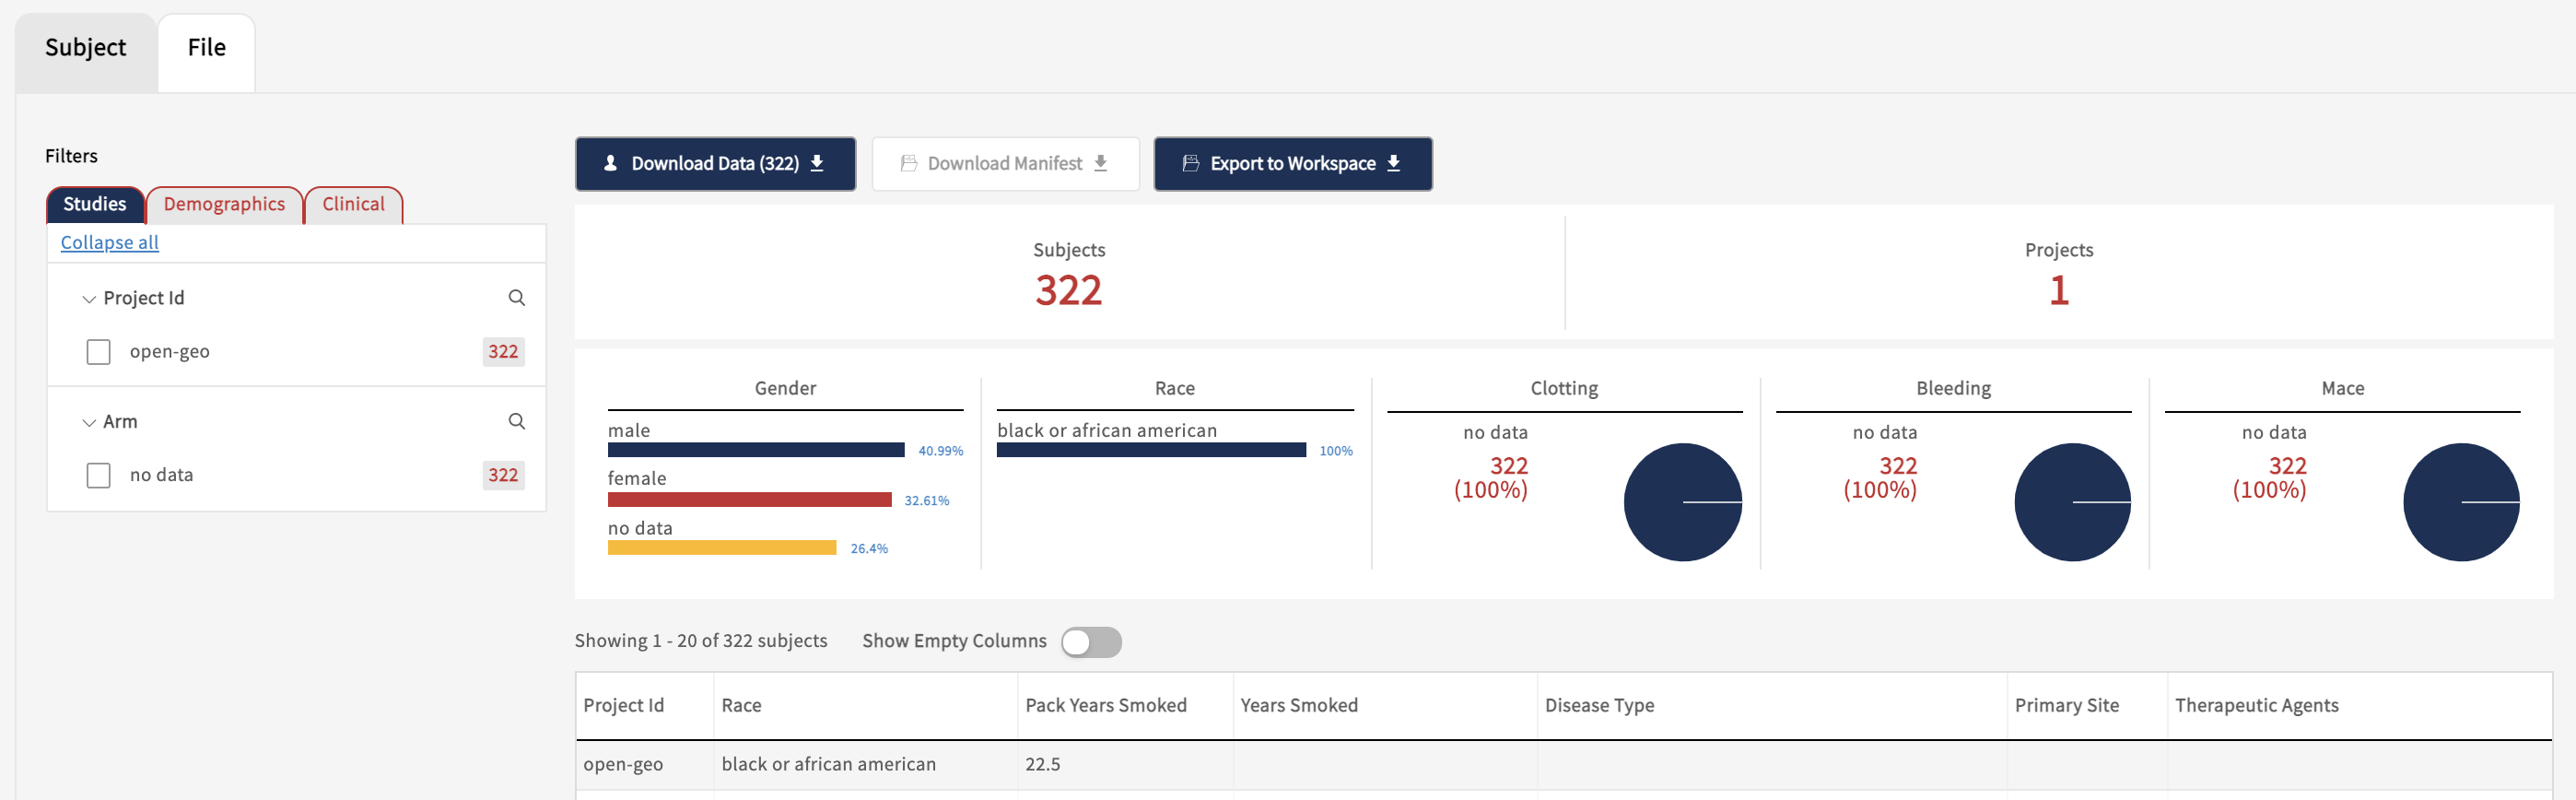 Subject
File
Filters
Studies
Demographics
Clinical
Collapse all
Project Id
open-geo
322
Arm
no data
322
Download Data (322)
Download Manifest
Export to Workspace
Subjects
322
Projects
1
Gender
male
40.99%
female
32.61%
no data
26.4%
Race
black or african american
100%
Clotting
no data
322
(100%)
Bleeding
no data
322
(100%)
Mace
no data
322
(100%)
Showing 1 - 20 of 322 subjects
Show Empty Columns
Project Id
Race
Pack Years Smoked
Years Smoked
Disease Type
Primary Site
Therapeutic Agents
open-geo
black or african american
22.5